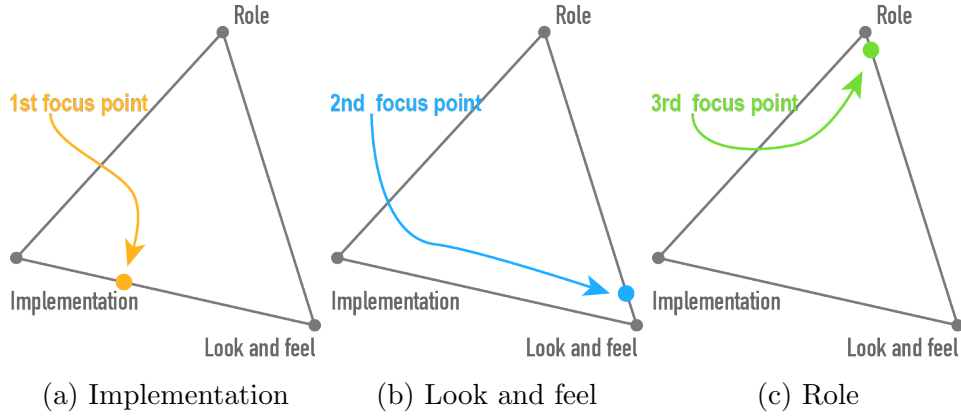 Role
1st focus point
Implementation
Look and feel
(a) Implementation
Role
2nd focus point
Implementation
Look and feel
(b) Look and feel
Role
3rd focus point
Implementation
Look and feel
(c) Role